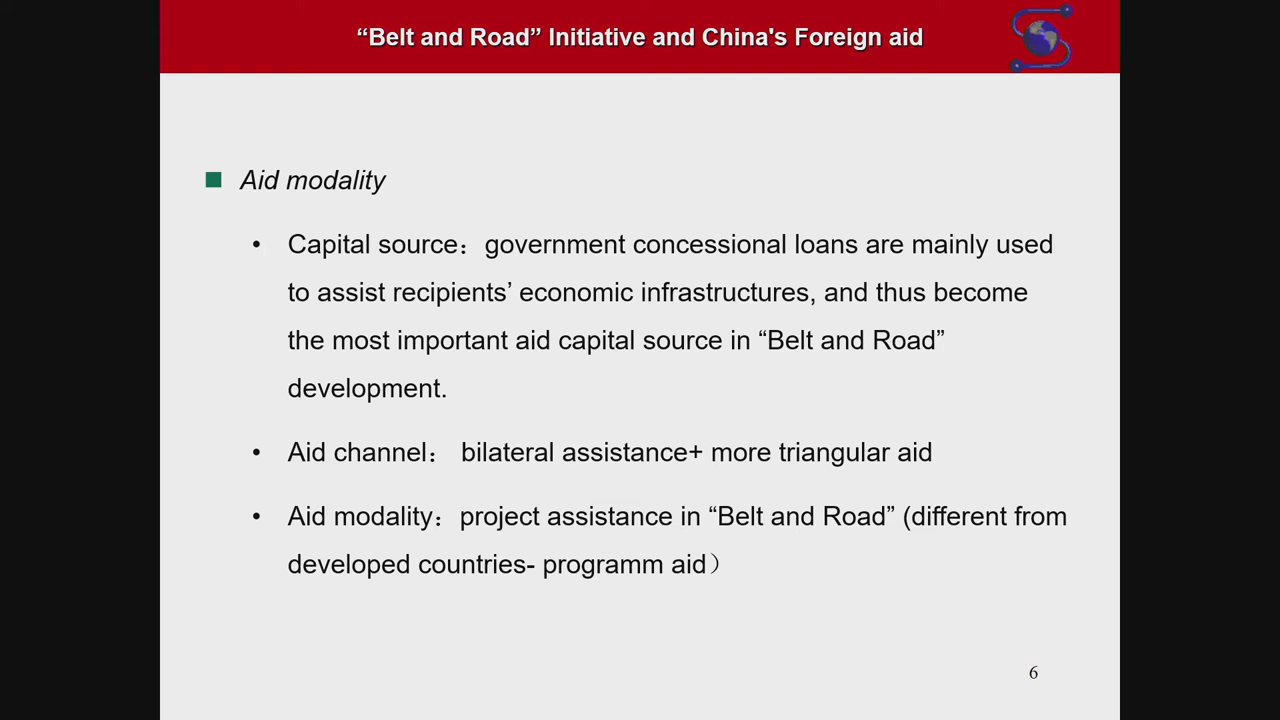 “Belt and Road” Initiative and China's Foreign aid
Aid modality
• Capital source：government concessional loans are mainly used
to assist recipients’ economic infrastructures, and thus become
the most important aid capital source in “Belt and Road”
development.
• Aid channel： bilateral assistance+ more triangular aid
• Aid modality：project assistance in “Belt and Road” (different from
developed countries- programm aid）
6